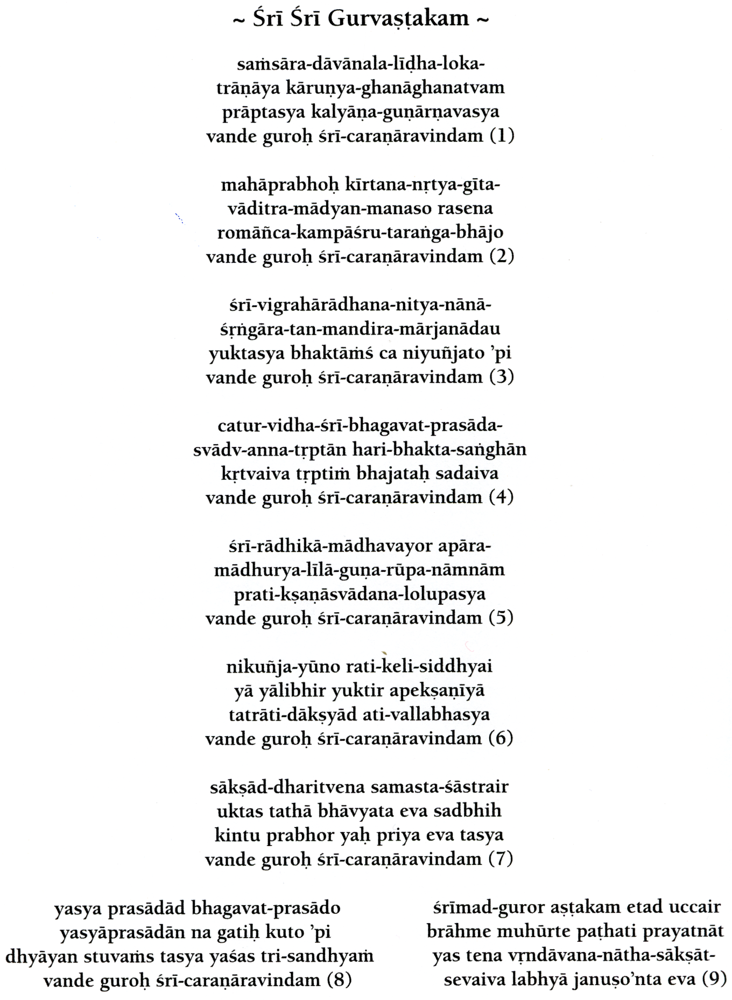 ~ Śrī Śrī Gurvaṣṭakam ~
saṁsāra-dāvānala-līḍha-loka-
trāṇāya kāruṇya-ghanāghanatvam
prāptasya kalyāṇa-guṇārṇavasya
vande guroḥ śrī-caraṇāravindam (1)
mahāprabhoḥ kīrtana-nṛtya-gīta-
vāditra-mādyan-manaso rasena
romāñca-kampāśru-taraṅga-bhājo
vande guroḥ śrī-caraṇāravindam (2)
śrī-vigrahārādhana-nitya-nānā-
śṛṅgāra-tan-mandira-mārjanādau
yuktasya bhaktāṁś ca niyuñjato ’pi
vande guroḥ śrī-caraṇāravindam (3)
catur-vidha-śrī-bhagavat-prasāda-
svādv-anna-tṛptān hari-bhakta-saṅghān
kṛtvaiva tṛptiṁ bhajataḥ sadaiva
vande guroḥ śrī-caraṇāravindam (4)
śrī-rādhikā-mādhavayor apāra-
mādhurya-līlā-guṇa-rūpa-nāmnām
prati-kṣaṇāsvādana-lolupasya
vande guroḥ śrī-caraṇāravindam (5)
nikuñja-yūno rati-keli-siddhyai
yā yālibhir yuktir apekṣaṇīyā
tatrāti-dākṣyād ati-vallabhasya
vande guroḥ śrī-caraṇāravindam (6)
sākṣād-dharitvena samasta-śāstrair
uktas tathā bhāvyata eva sadbhih
kintu prabhor yaḥ priya eva tasya
vande guroḥ śrī-caraṇāravindam (7)
yasya prasādād bhagavat-prasādo
yasyāprasādān na gatiḥ kuto ’pi
dhyāyan stuvaṁs tasya yaśas tri-sandhyaṁ
vande guroḥ śrī-caraṇāravindam (8)
śrīmad-guror aṣṭakam etad uccair
brāhme muhūrte paṭhati prayatnāt
yas tena vṛndāvana-nātha-sākṣāt-
sevaiva labhyā januṣo’nta eva (9)